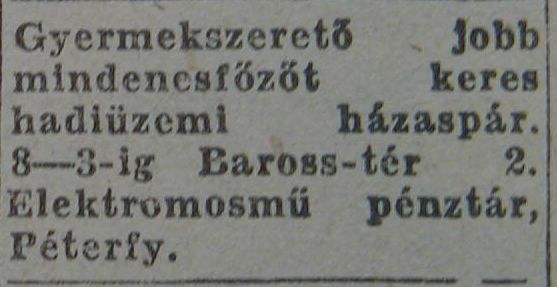 Gyermekszerető jobb
mindenesfőzőt keres
hadiüzemi házaspár.
8—3-ig Baross-tér 2.
Elektromosmű pénztár,
Péterfy.